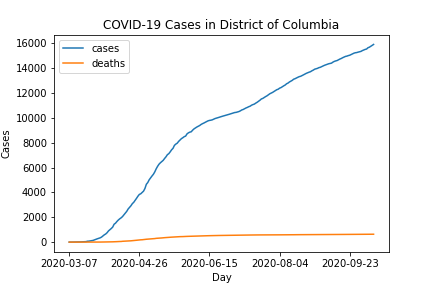 COVID-19 Cases in District of Columbia
cases
deaths
16000
14000
12000
10000
8000
6000
4000
2000
0
Cases
2020-03-07 2020-04-26 2020-06-15 2020-08-04 2020-09-23
Day